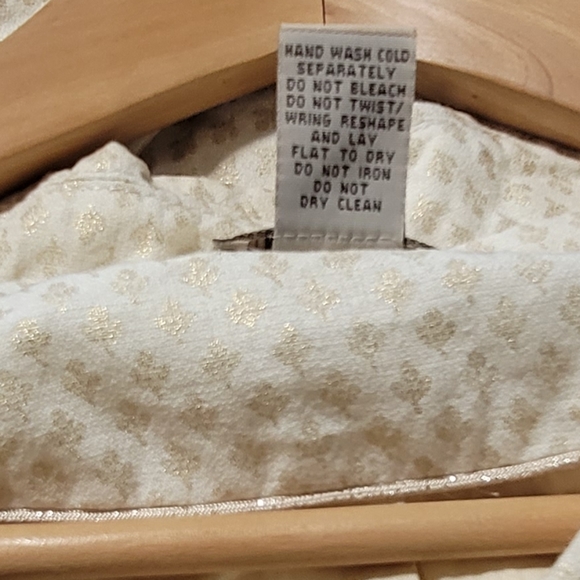 HAND WASH COLD
SEPARATELY
DO NOT BLEACH
DO NOT TWIST/
WRING RESHAPE
AND LAY
FLAT TO DRY
DO NOT IRON
DO NOT
DRY CLEAN